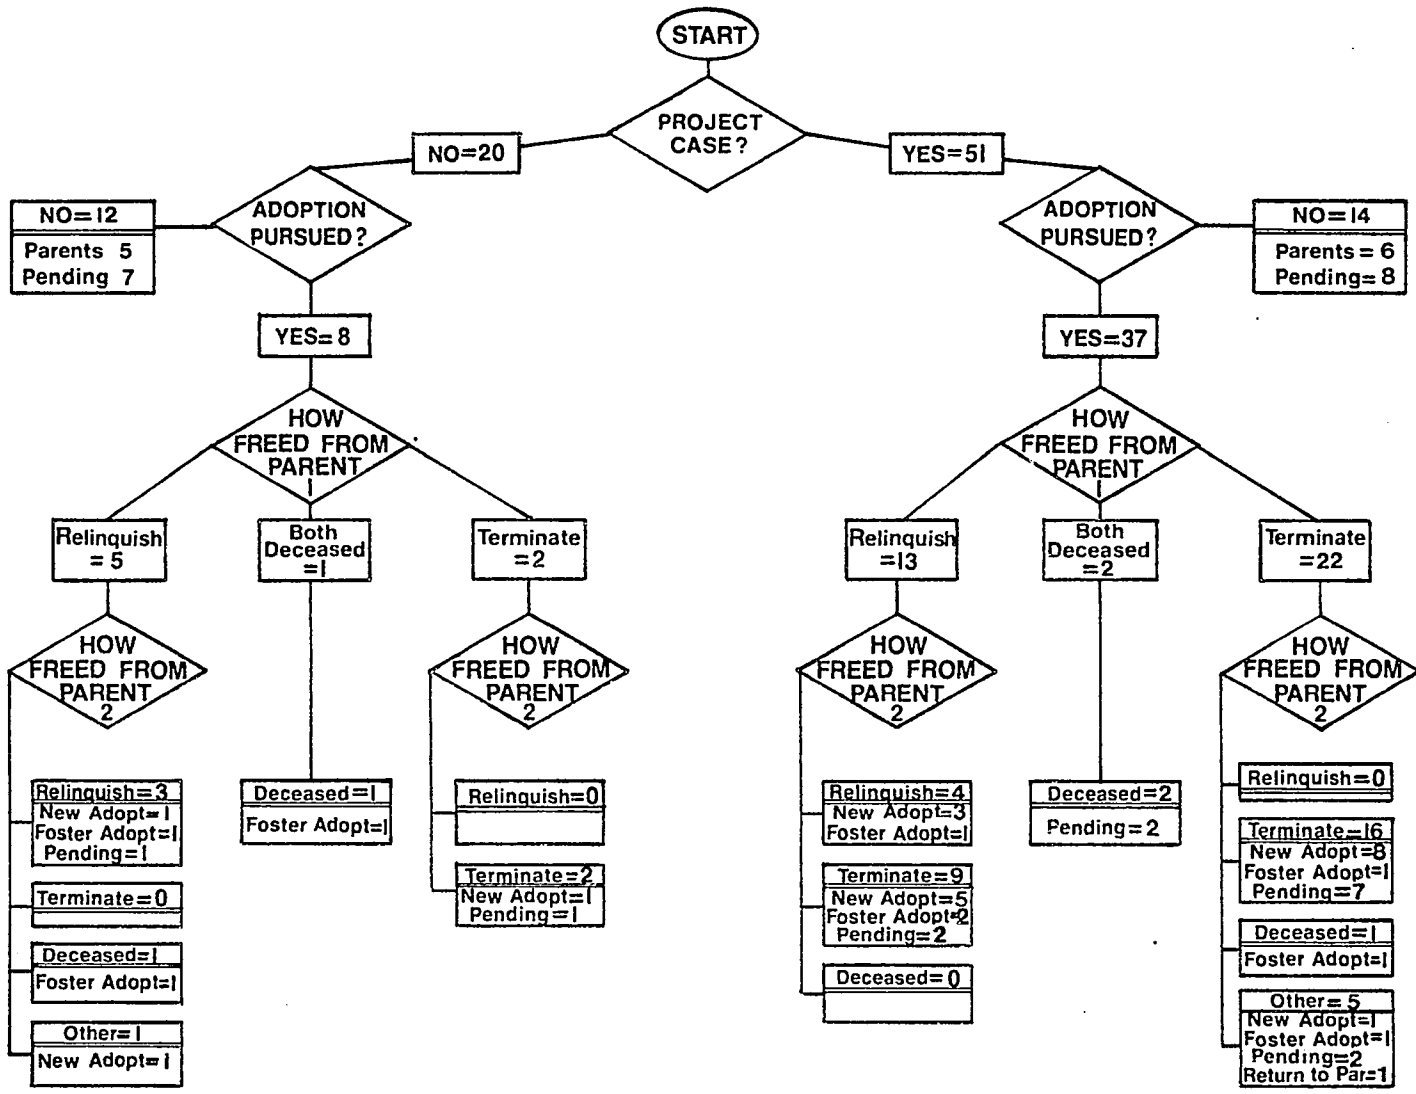 START
PROJECT
CASE?
NO=20
YES=51
NO=12
Parents 5
Pending 7
ADOPTION
PURSUED?
ADOPTION
PURSUED?
NO=14
Parents=6
Pending=8
YES=8
YES=37
HOW
FREED FROM
PARENT
1
HOW
FREED FROM
PARENT
1
Relinquish
=5
Both
Deceased
=1
Terminate
=2
Relinquish
=13
Both
Deceased
=2
Terminate
=22
HOW
FREED FROM
PARENT
2
HOW
FREED FROM
PARENT
2
HOW
FREED FROM
PARENT
2
HOW
FREED FROM
PARENT
2
Relinquish=3
New Adopt=1
Foster Adopt=1
Pending=1
Terminate=0
Deceased=1
Foster Adopt=1
Other=1
New Adopt=1
Deceased=1
Foster Adopt=1
Relinquish=0
Terminate=2
New Adopt=1
Pending=1
Relinquish=4
New Adopt=3
Foster Adopt=1
Terminate=9
New Adopt=5
Foster Adopt=2
Pending=2
Deceased=0
Deceased=2
Pending=2
Relinquish=0
Terminate=16
New Adopt=8
Foster Adopt=1
Pending=7
Deceased=1
Foster Adopt=1
Other=5
New Adopt=1
Foster Adopt=1
Pending=2
Return to Par=1